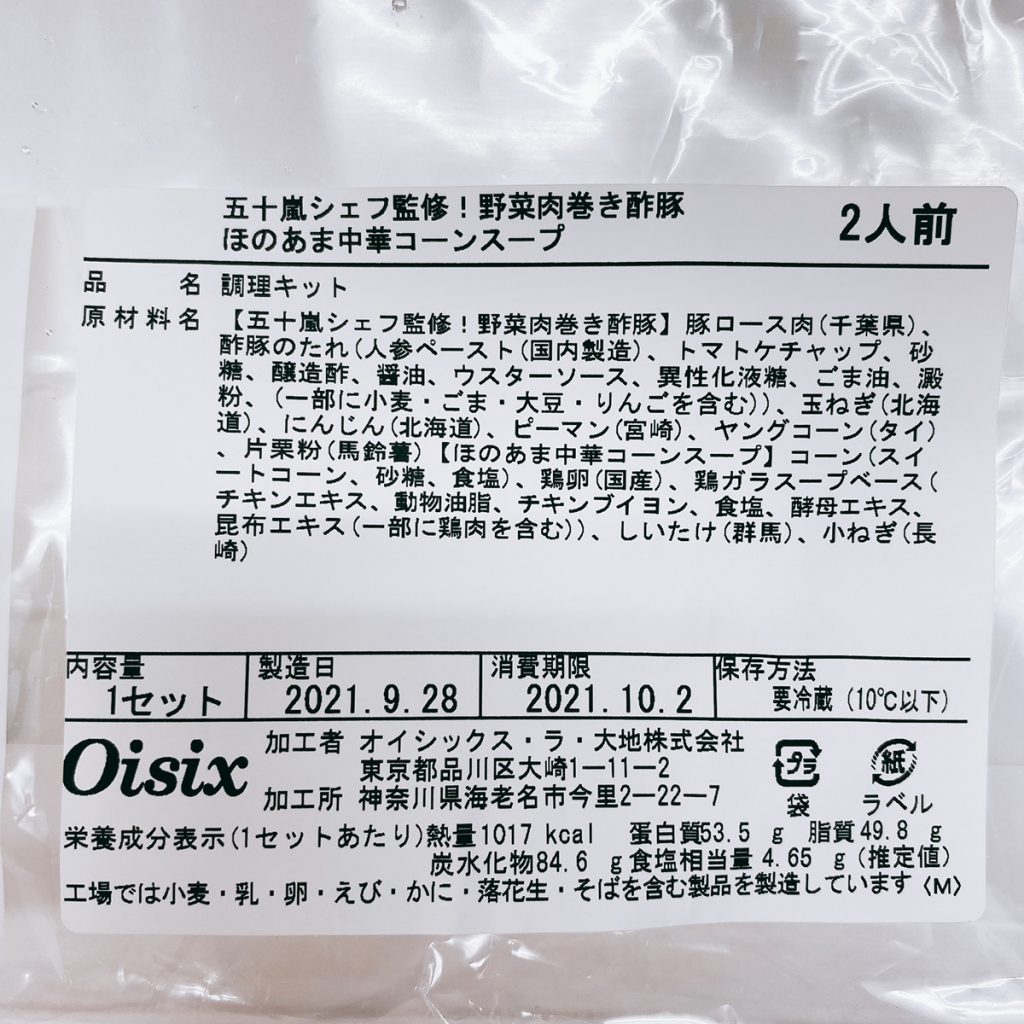 五十嵐シェフ監修！野菜肉巻き酢豚
ほのあま中華コーンスープ
2人前
品　名 調理キット
原材料名 【五十嵐シェフ監修！野菜肉巻き酢豚】豚ロース肉(千葉県)、
酢豚のたれ(人参ペースト(国内製造)、トマトケチャップ、砂
糖、醸造酢、醤油、ウスターソース、異性化液糖、ごま油、澱
粉、(一部に小麦・ごま・大豆・りんごを含む))、玉ねぎ(北海
道)、にんじん(北海道)、ピーマン(宮崎)、ヤングコーン(タイ)
、片栗粉(馬鈴薯)【ほのあま中華コーンスープ】コーン(スイ
ートコーン、砂糖、食塩)、鶏卵(国産)、鶏ガラスープベース(
チキンエキス、動物油脂、チキンブイヨン、食塩、酵母エキス、
昆布エキス(一部に鶏肉を含む))、しいたけ(群馬)、小ねぎ(長
崎)
内容量 製造日 消費期限 保存方法
1セット 2021.9.28 2021.10.2 要冷蔵 (10℃以下)
Oisix
加工者 オイシックス・ラ・大地株式会社
東京都品川区大崎1ー11ー2
加工所 神奈川県海老名市今里2ー22ー7
プラ 紙
袋 ラベル
栄養成分表示(1セットあたり)熱量1017 kcal 蛋白質53.5 g 脂質49.8 g
炭水化物84.6 g 食塩相当量 4.65 g (推定値)
工場では小麦・乳・卵・えび・かに・落花生・そばを含む製品を製造しています〈M〉